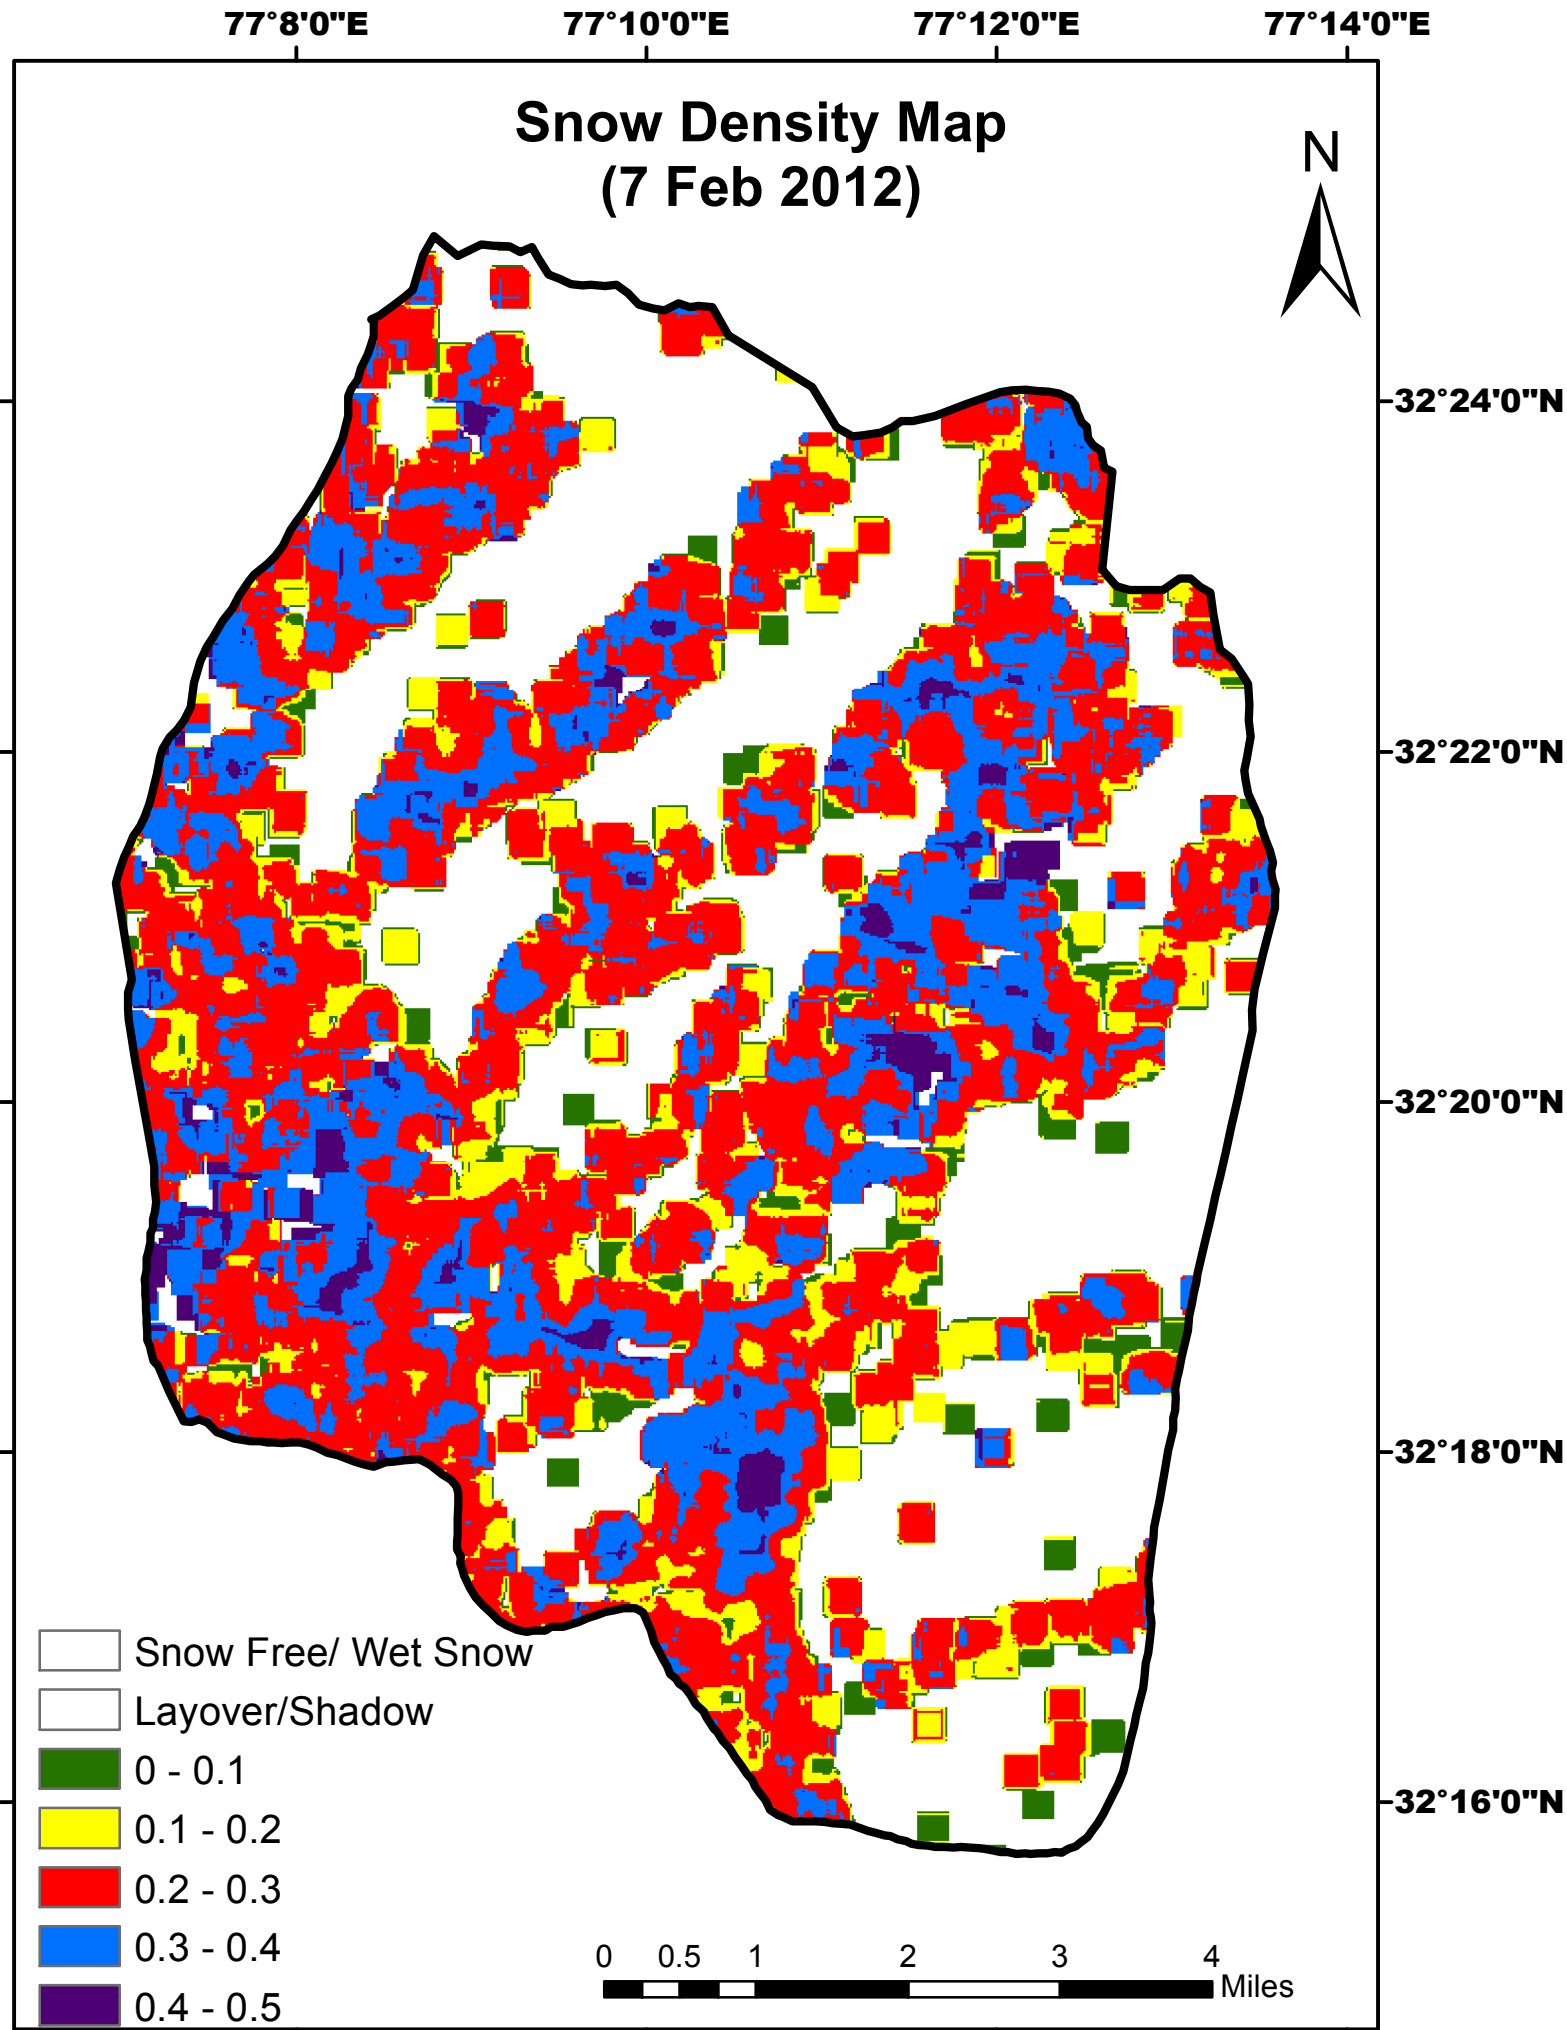 77°8'0"E 77°10'0"E 77°12'0"E 77°14'0"E
Snow Density Map
(7 Feb 2012)
N
32°24'0"N
32°22'0"N
32°20'0"N
32°18'0"N
32°16'0"N
Snow Free/ Wet Snow
Layover/Shadow
0 - 0.1
0.1 - 0.2
0.2 - 0.3
0.3 - 0.4
0.4 - 0.5
0 0.5 1 2 3 4
Miles